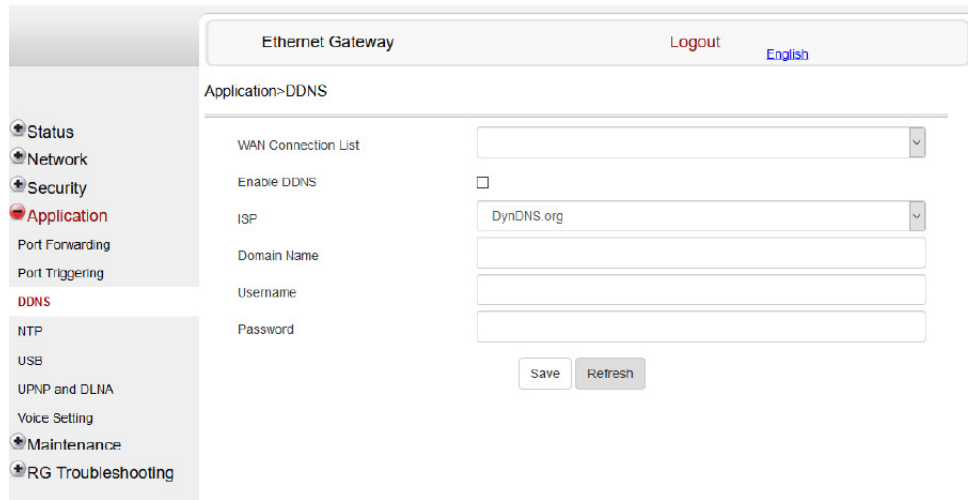 Ethernet Gateway
Logout
English
Application>DDNS
Status
Network
Security
Application
Port Forwarding
Port Triggering
DDNS
NTP
USB
UPNP and DLNA
Voice Setting
Maintenance
RG Troubleshooting
WAN Connection List
Enable DDNS
ISP
DynDNS.org
Domain Name
Username
Password
Save
Refresh